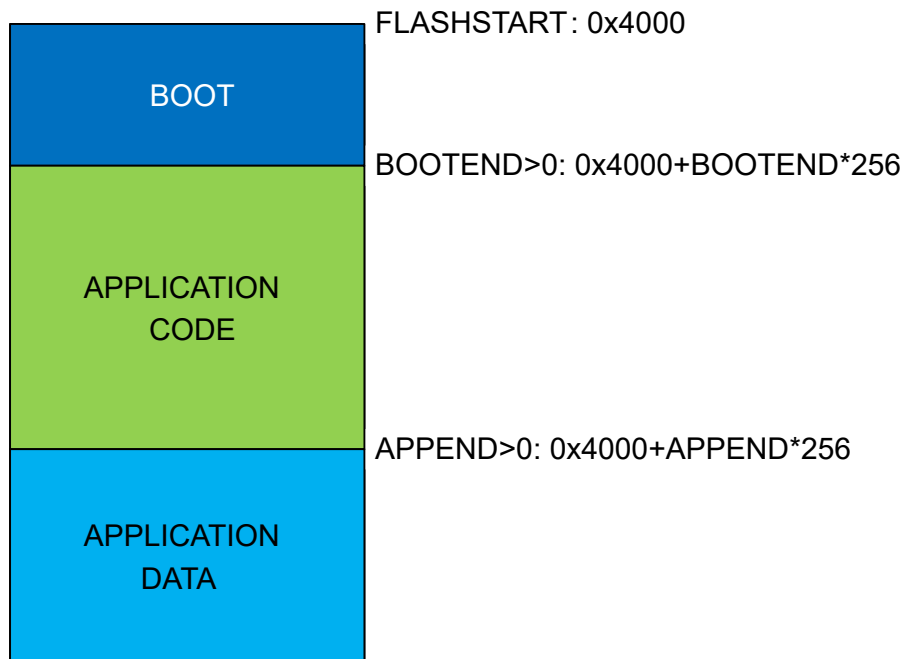 FLASHSTART: 0x4000
BOOT
BOOTEND>0: 0x4000+BOOTEND*256
APPLICATION
CODE
APPEND>0: 0x4000+APPEND*256
APPLICATION
DATA